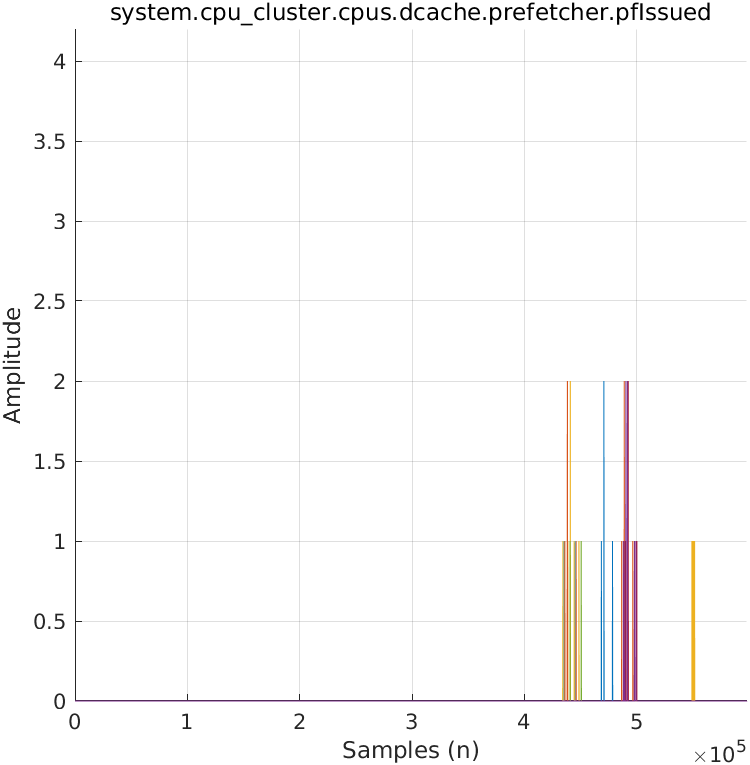 system.cpu_cluster.cpus.dcache.prefetcher.pfIssued
4
3.5
3
2.5
2
1.5
1
0.5
0
Amplitude
0 1 2 3 4 5
Samples (n)
×10^5